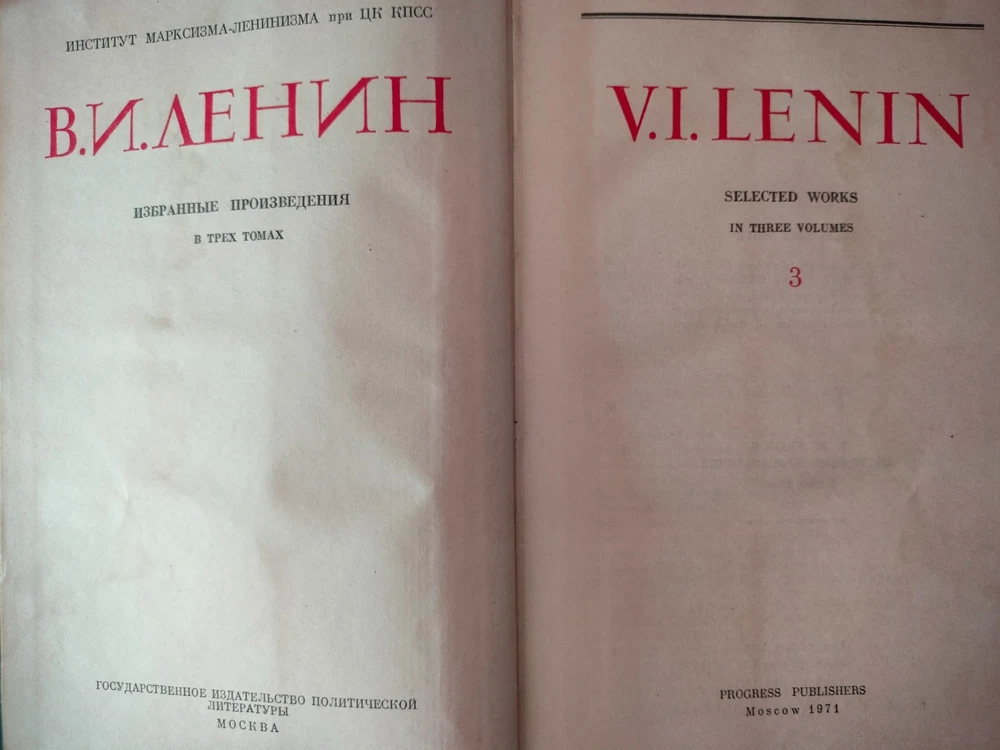 ИНСТИТУТ МАРКСИЗМА-ЛЕНИНИЗМА при ЦК КПСС
В.И.ЛЕНИН
ИЗБРАННЫЕ ПРОИЗВЕДЕНИЯ
В ТРЕХ ТОМАХ
ГОСУДАРСТВЕННОЕ ИЗДАТЕЛЬСТВО ПОЛИТИЧЕСКОЙ
ЛИТЕРАТУРЫ
МОСКВА
V.I.LENIN
SELECTED WORKS
IN THREE VOLUMES
3
PROGRESS PUBLISHERS
Moscow 1971